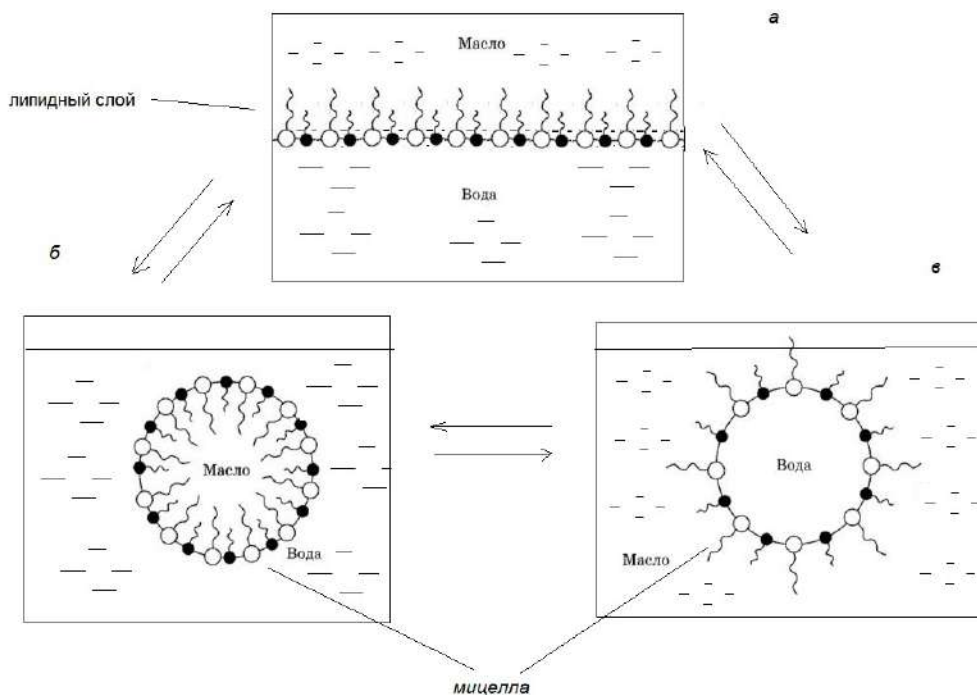 а
Масло
липидный слой
Вода
б
в
Масло
Вода
Вода
Масло
мицелла